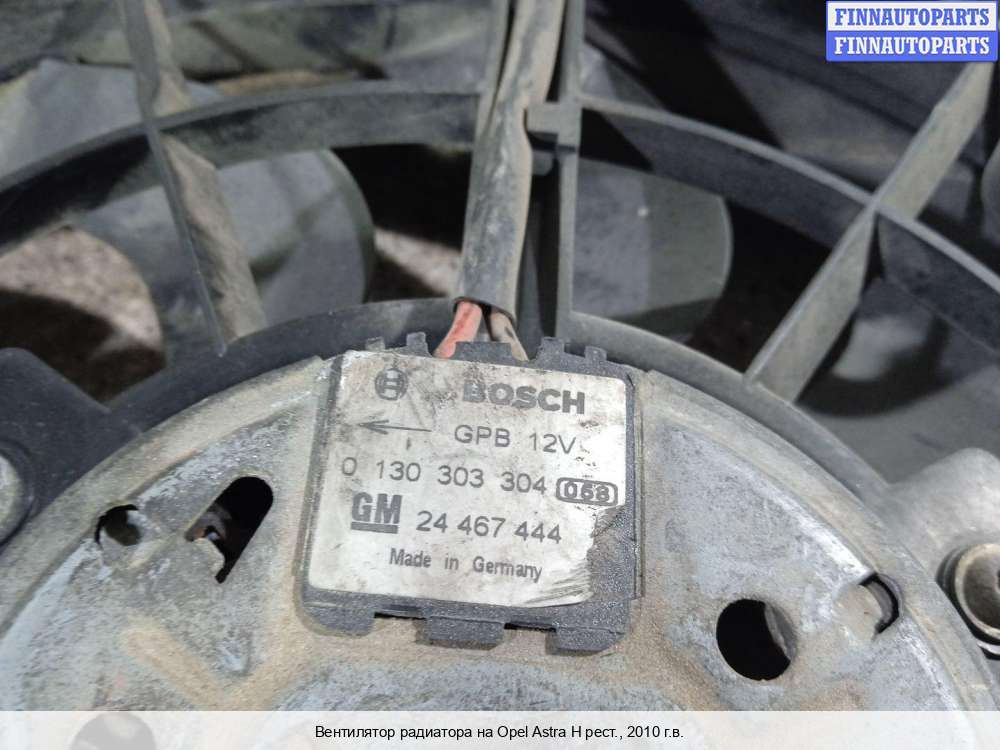 FINNAUTOPARTS
FINNAUTOPARTS
BOSCH
GPB 12V
0 130 303 304 058
GM 24 467 444
Made in Germany
Вентилятор радиатора на Opel Astra H рест., 2010 г.в.